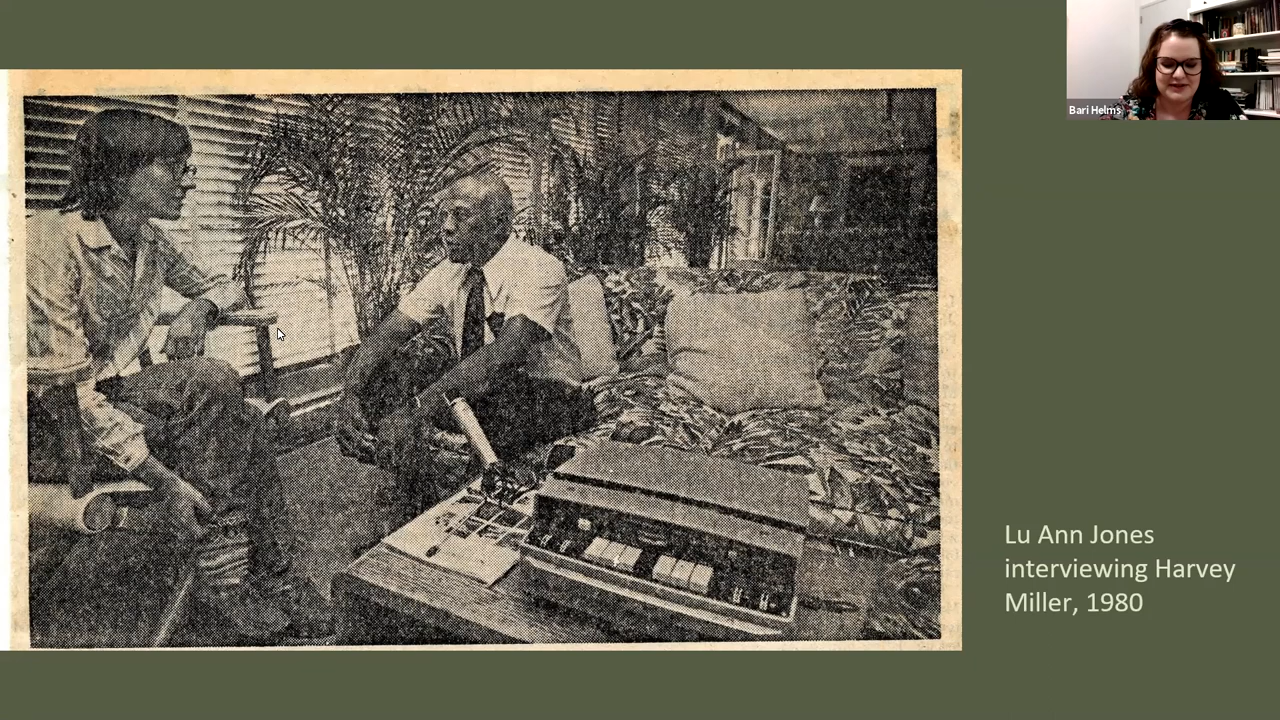 Bari Helms
Lu Ann Jones
interviewing Harvey
Miller, 1980